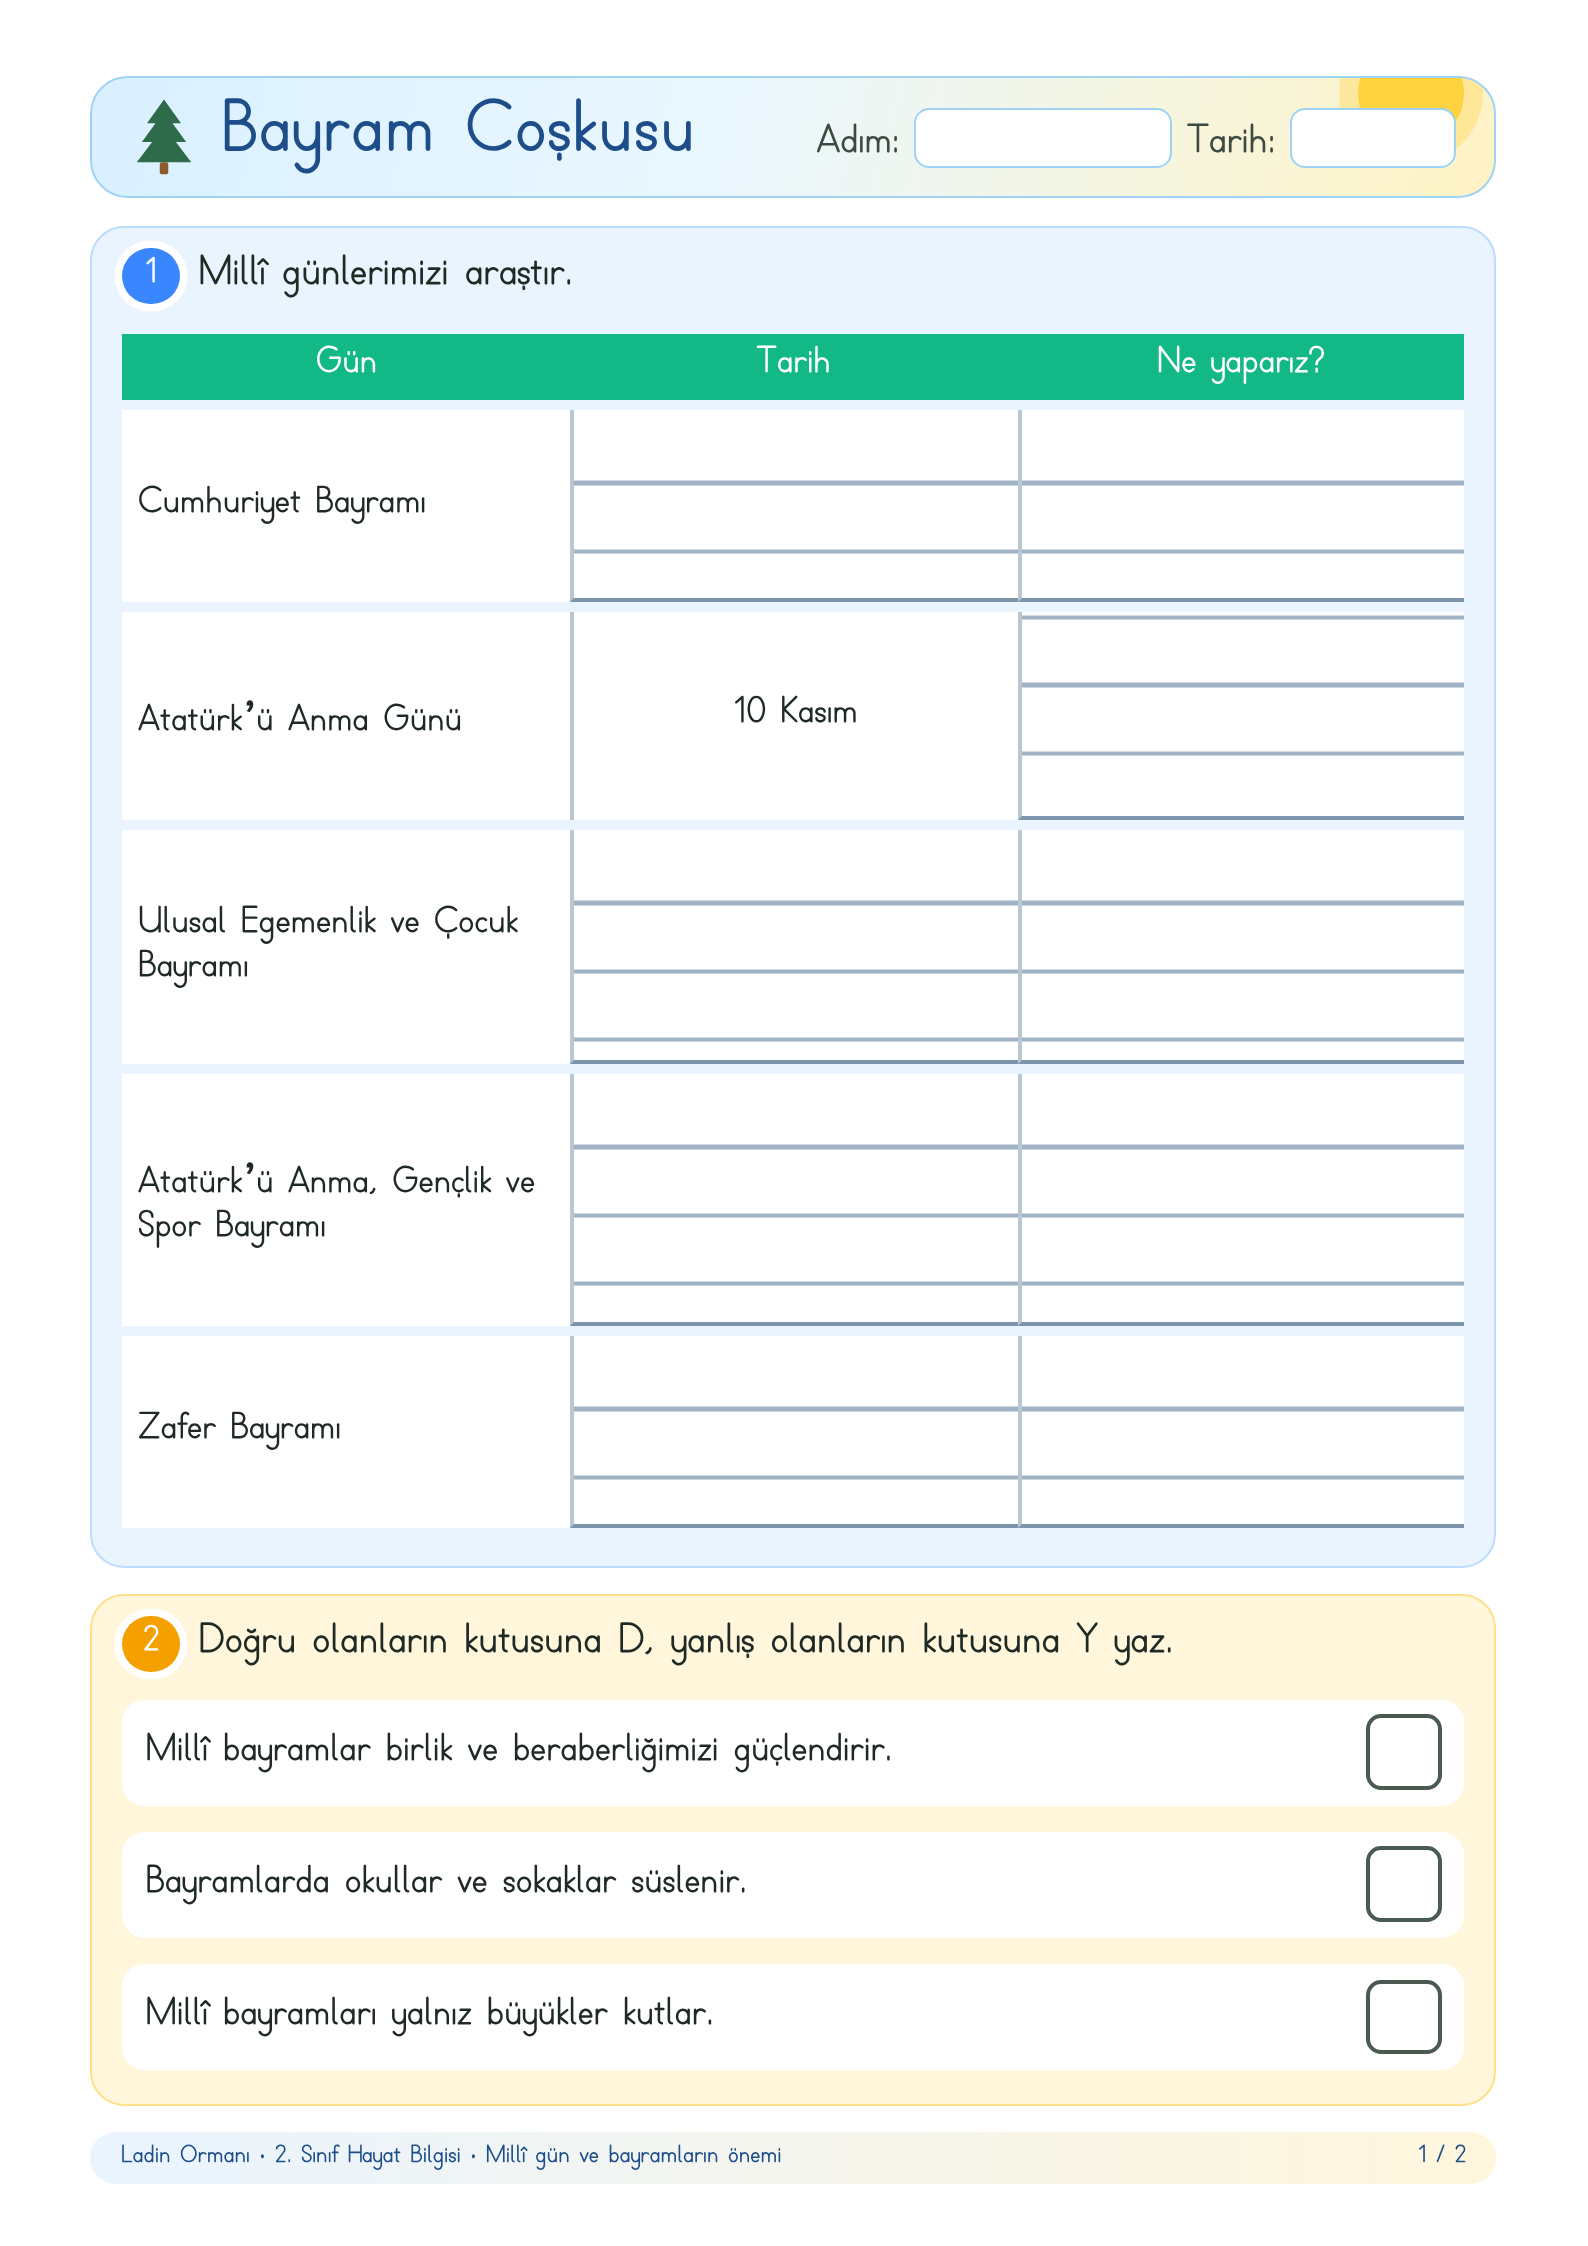 Bayram Coşkusu
Adım:
Tarih:
1 Millî günlerimizi araştır.
Gün Tarih Ne yaparız?
Cumhuriyet Bayramı
Atatürk'ü Anma Günü 10 Kasım
Ulusal Egemenlik ve Çocuk
Bayramı
Atatürk'ü Anma, Gençlik ve
Spor Bayramı
Zafer Bayramı
2 Doğru olanların kutusuna D, yanlış olanların kutusuna Y yaz.
Millî bayramlar birlik ve beraberliğimizi güçlendirir.
Bayramlarda okullar ve sokaklar süslenir.
Millî bayramları yalnız büyükler kutlar.
Ladin Ormanı • 2. Sınıf Hayat Bilgisi • Millî gün ve bayramların önemi 1 / 2